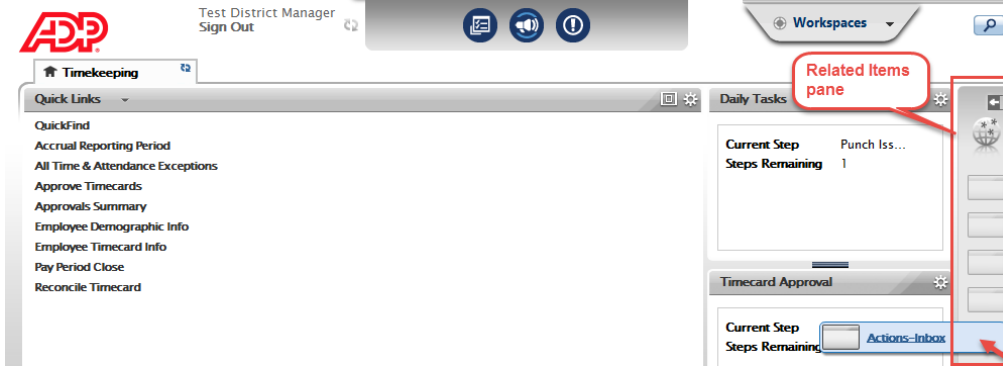 ADP
Test District Manager
Sign Out
Workspaces
Timekeeping
Related Items
pane
Quick Links
Daily Tasks
QuickFind
Accrual Reporting Period
All Time & Attendance Exceptions
Approve Timecards
Approvals Summary
Employee Demographic Info
Employee Timecard Info
Pay Period Close
Reconcile Timecard
Current Step Punch Iss...
Steps Remaining 1
Timecard Approval
Current Step
Steps Remaining
Actions-Inbox